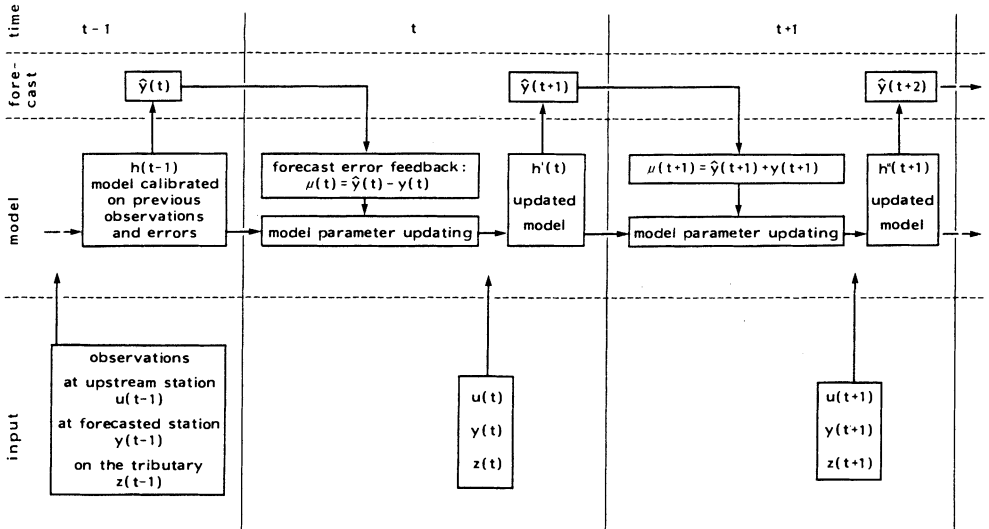 time
t-1
t
t+1
fore-
cast
ŷ(t)
ŷ(t+1)
ŷ(t+2)
model
h(t-1)
model calibrated
on previous
observations
and errors
forecast error feedback:
μ(t)=ŷ(t)-y(t)
model parameter updating
h'(t)
updated
model
μ(t+1)=ŷ(t+1)+y(t+1)
model parameter updating
h"(t+1)
updated
model
input
observations
at upstream station
u(t-1)
at forecasted station
y(t-1)
on the tributary
z(t-1)
u(t)
y(t)
z(t)
u(t+1)
y(t+1)
z(t+1)